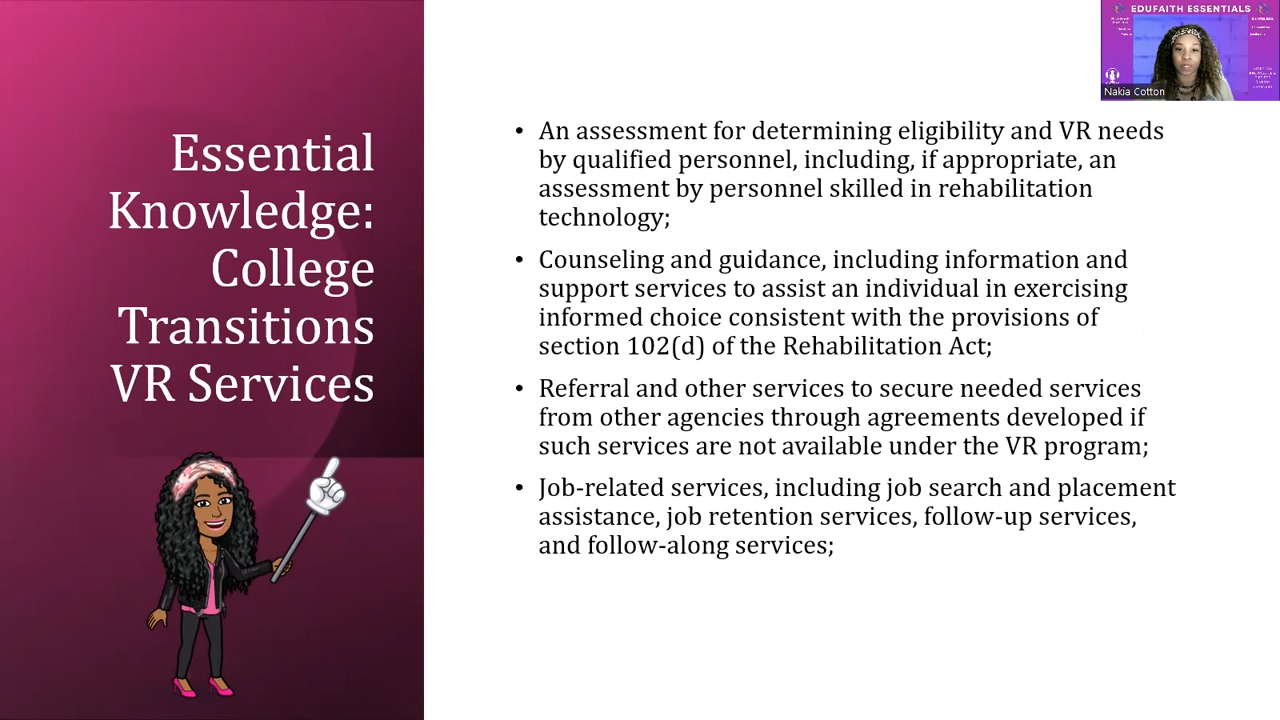 Essential
Knowledge:
College
Transitions
VR Services
• An assessment for determining eligibility and VR needs
by qualified personnel, including, if appropriate, an
assessment by personnel skilled in rehabilitation
technology;
• Counseling and guidance, including information and
support services to assist an individual in exercising
informed choice consistent with the provisions of
section 102(d) of the Rehabilitation Act;
• Referral and other services to secure needed services
from other agencies through agreements developed if
such services are not available under the VR program;
• Job-related services, including job search and placement
assistance, job retention services, follow-up services,
and follow-along services;
EDUFAITH ESSENTIALS
Nakia Cotton